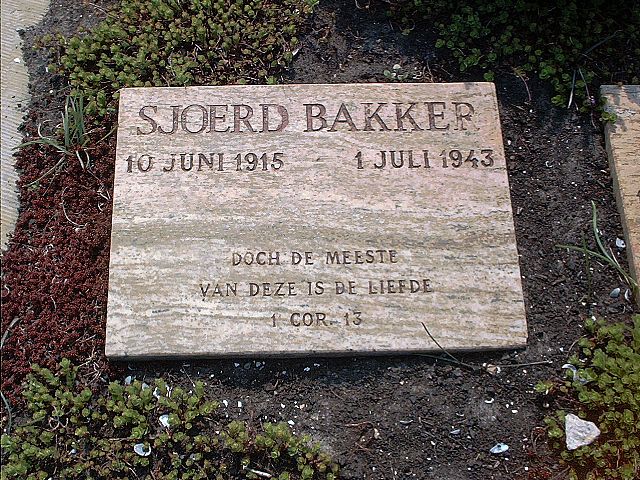 SJOERD BAKKER
10 JUNI 1915 - 1 JULI 1943
DOCH DE MEESTE
VAN DEZE IS DE LIEFDE
1 COR. 13